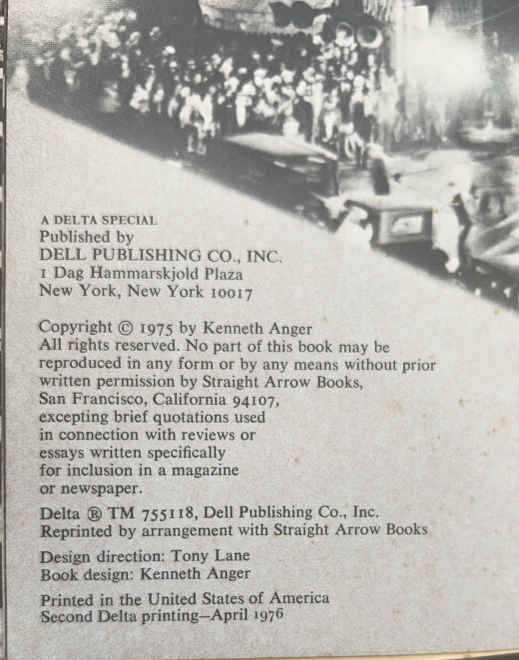 A DELTA SPECIAL
Published by
DELL PUBLISHING CO., INC.
1 Dag Hammarskjold Plaza
New York, New York 10017
Copyright © 1975 by Kenneth Anger
All rights reserved. No part of this book may be
reproduced in any form or by any means without prior
written permission by Straight Arrow Books,
San Francisco, California 94107,
excepting brief quotations used
in connection with reviews or
essays written specifically
for inclusion in a magazine
or newspaper.
Delta ® TM 755118, Dell Publishing Co., Inc.
Reprinted by arrangement with Straight Arrow Books
Design direction: Tony Lane
Book design: Kenneth Anger
Printed in the United States of America
Second Delta printing—April 1976